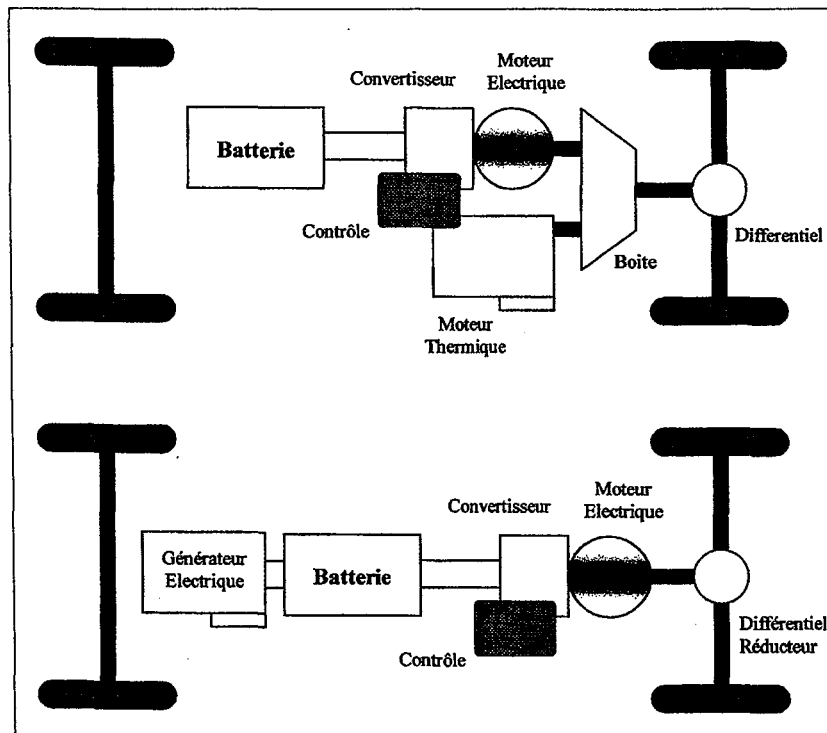 Moteur
Convertisseur
Electrique
Batterie
Contrôle
Differentiel
Boite
Moteur
Thermique
Moteur
Convertisseur
Electrique
Générateur
Electrique
Batterie
Différentiel
Réducteur
Contrôle